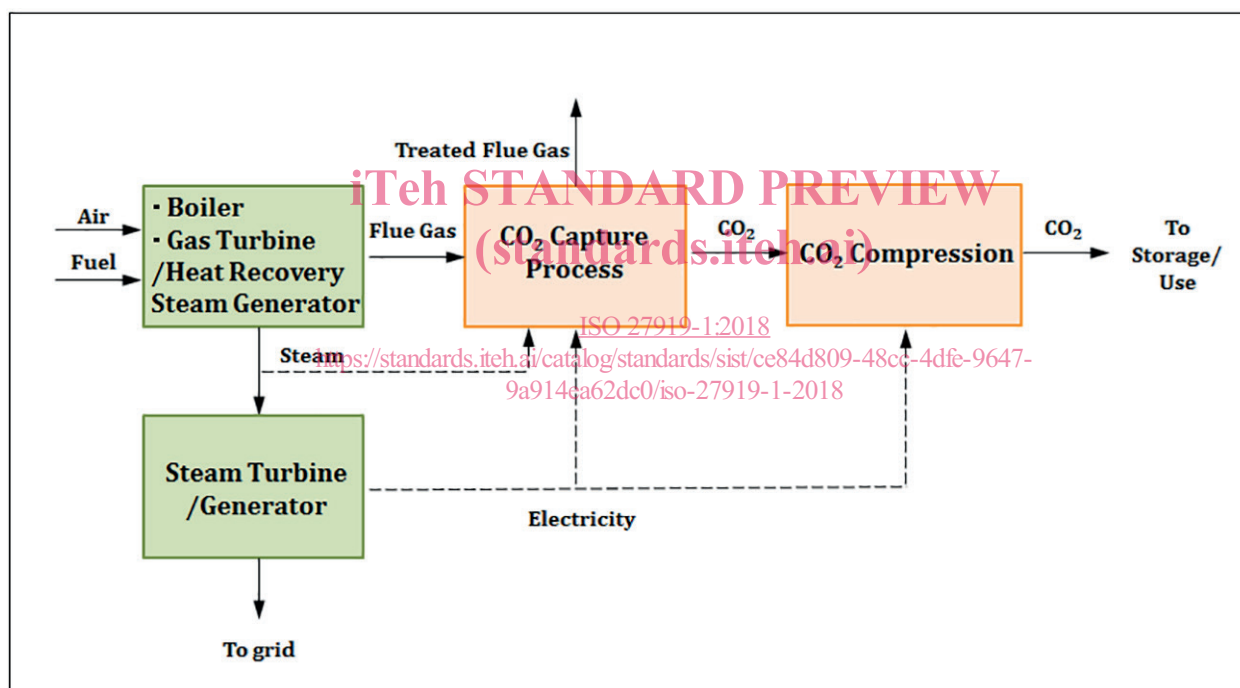 Treated Flue Gas
iTeh STANDARD PREVIEW
(standards.iteh.ai)
Air
Fuel
· Boiler
· Gas Turbine
/Heat Recovery
Steam Generator
Flue Gas
CO₂ Capture
Process
CO₂
CO₂ Compression
CO₂
To
Storage/
Use
ISO 27919-1:2018
https://standards.iteh.ai/catalog/standards/sist/ce84d809-48cc-4dfe-9647-
9a914ea62dc0/iso-27919-1-2018
Steam
Steam Turbine
/Generator
Electricity
To grid